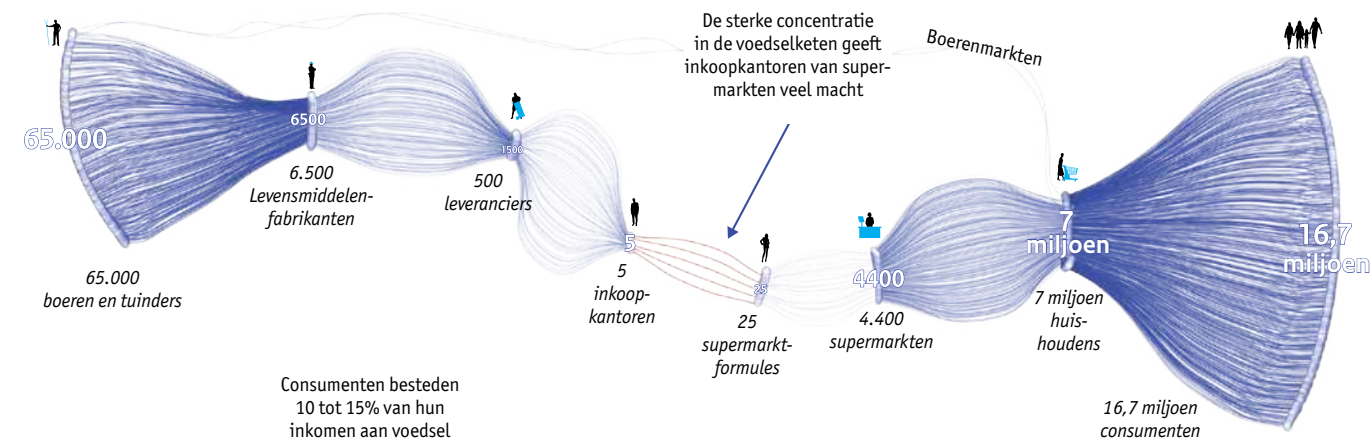 De sterke concentratie
in de voedselketen geeft
inkoopkantoren van super-
markten veel macht
Boerenmarkten
65.000
65.000
boeren en tuinders
6500
6.500
Levensmiddelen-
fabrikanten
1500
500
leveranciers
5
5
inkoop-
kantoren
25
25
supermarkt-
formules
4400
4.400
supermarkten
7
miljoen
7 miljoen
huis-
houdens
16,7
miljoen
16,7 miljoen
consumenten
Consumenten besteden
10 tot 15% van hun
inkomen aan voedsel